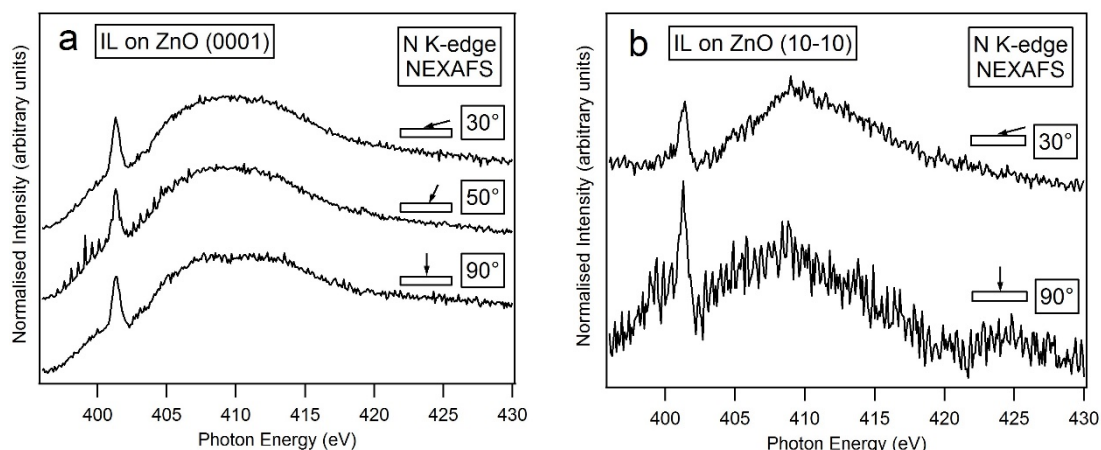 a
IL on ZnO (0001)
N K-edge
NEXAFS
30°
50°
90°
Normalised Intensity (arbitrary units)
400 405 410 415 420 425 430
Photon Energy (eV)
b
IL on ZnO (10-10)
N K-edge
NEXAFS
30°
90°
Normalised Intensity (arbitrary units)
400 405 410 415 420 425 430
Photon Energy (eV)